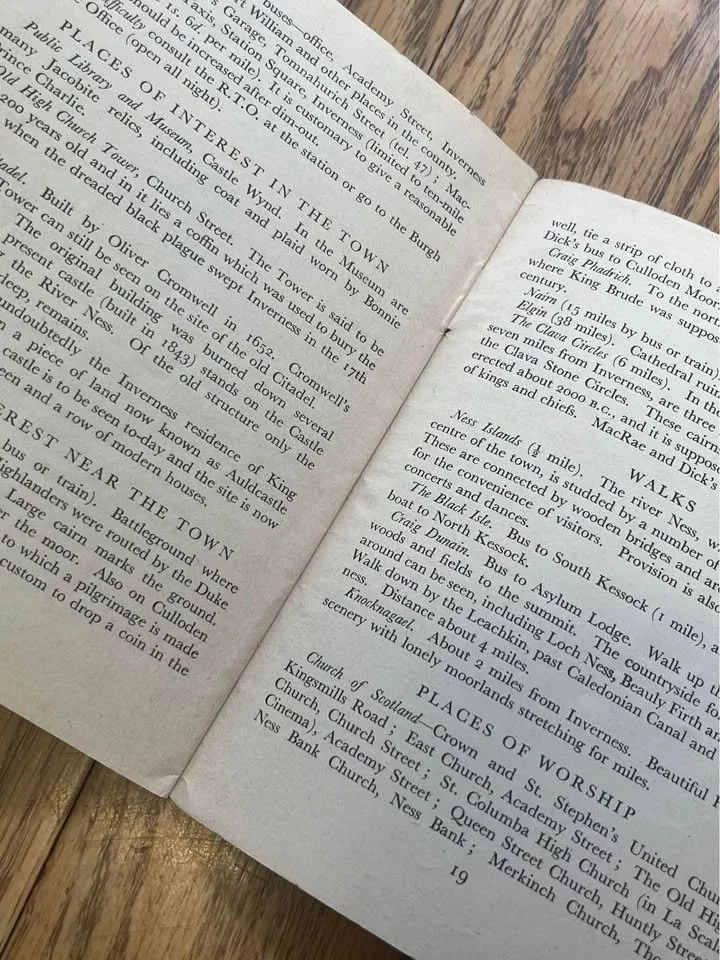 ouses—office, Academy Street, Inverness
rt William and other places in the county.
's Garage, Tomnahurich Street (tel. 47); Mac-
Taxis, Station Square, Inverness (limited to ten-mile
1s. 6d. per mile). It is customary to give a reasonable
hould be increased after dim-out.
ifficulty consult the R.T.O. at the station or go to the Burgh
Office (open all night).
PLACES OF INTEREST IN THE TOWN
Public Library and Museum, Castle Wynd. In the Museum are
many Jacobite relics, including coat and plaid worn by Bonnie
Prince Charlie.
Old High Church Tower, Church Street. The Tower is said to be
200 years old and in it lies a coffin which was used to bury the
when the dreaded black plague swept Inverness in the 17th
itadel. Built by Oliver Cromwell in 1652. Cromwell's
Tower can still be seen on the site of the old Citadel.
The original building was burned down several
present castle (built in 1843) stands on the Castle
the River Ness. Of the old structure only the
deep, remains
undoubtedly the Inverness residence of King
n a piece of land now known as Auldcastle
castle is to be seen to-day and the site is now
een and a row of modern houses.
EREST NEAR THE TOWN
bus or train). Battleground where
Highlanders were routed by the Duke
Large cairn marks the ground.
er the moor. Also on Culloden
to which a pilgrimage is made
custom to drop a coin in the
well, tie a strip of cloth to a
Dick's bus to Culloden Moor
Craig Phadrich. To the nort
where King Brude was suppos
century.
Nairn (15 miles by bus or train).
Elgin (38 miles). Cathedral ruin
The Clava Circles (6 miles). In th
seven miles from Inverness, are three
the Clava Stone Circles. These cairn
erected about 2000 B.C., and it is suppos
of kings and chiefs. MacRae and Dick's
WALKS
Ness Islands (½ mile). The river Ness, w
centre of the town, is studded by a number of
These are connected by wooden bridges and ar
for the convenience of visitors. Provision is also
concerts and dances.
The Black Isle. Bus to South Kessock (1 mile), a
boat to North Kessock.
Craig Dunain. Bus to Asylum Lodge. Walk up th
woods and fields to the summit. The countryside fo
around can be seen, including Loch Ness, Beauly Firth an
Walk down by the Leachkin, past Caledonian Canal and
ness. Distance about 4 miles.
Knocknagael. About 2 miles from Inverness. Beautiful
scenery with lonely moorlands stretching for miles.
PLACES OF WORSHIP
Church of Scotland—Crown and St. Stephen's United Chu
Kingsmills Road; East Church, Academy Street; The Old Hig
Church, Church Street; St. Columba High Church (in La Scal
Cinema), Academy Street; Queen Street Church, Huntly Stree
Ness Bank Church, Ness Bank; Merkinch Church, The
19